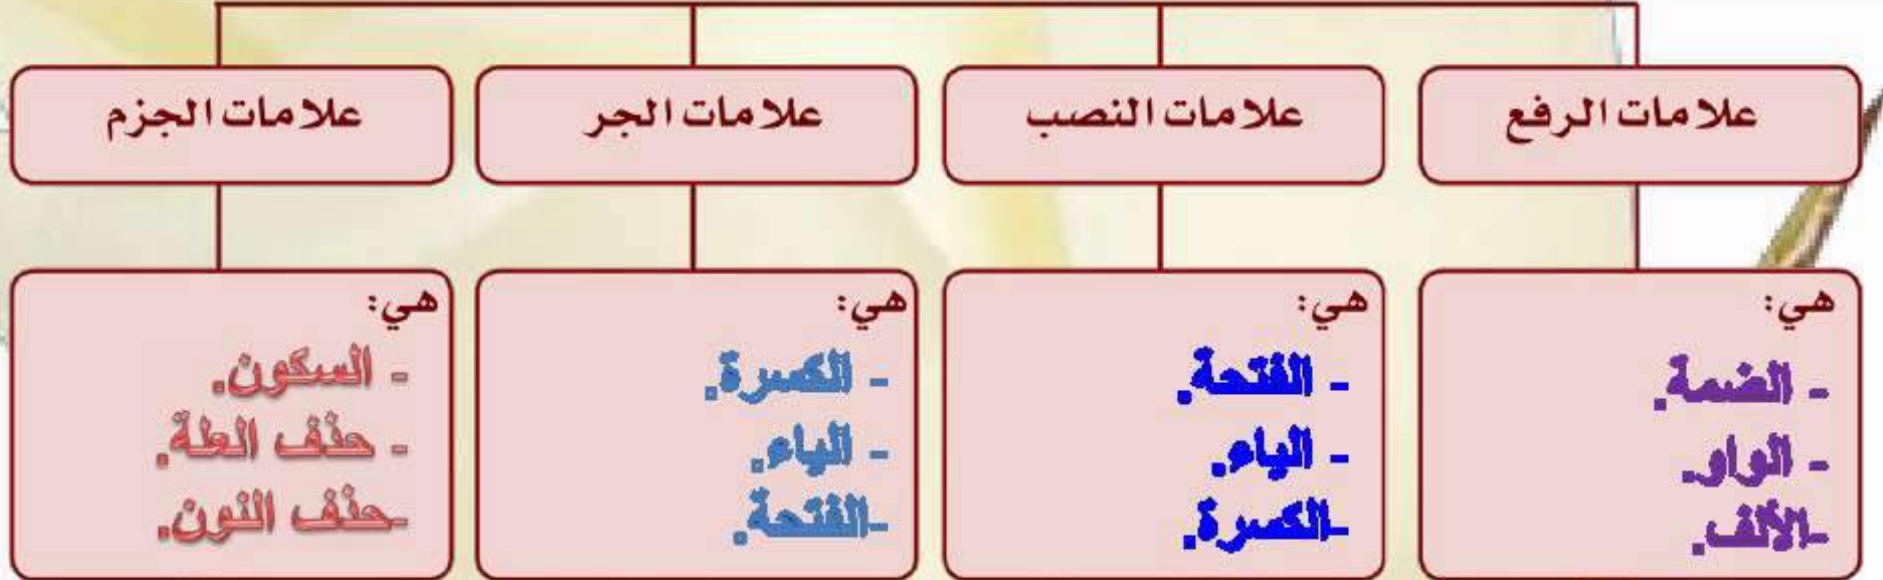 علامات الرفع
هي:
- الضمة.
- الواو.
-الألف.
علامات النصب
هي:
- الفتحة.
- الياء.
-الكسرة.
علامات الجر
هي:
- الكسرة.
- الياء.
-الفتحة.
علامات الجزم
هي:
- السكون.
- حذف العلة.
-حذف النون.